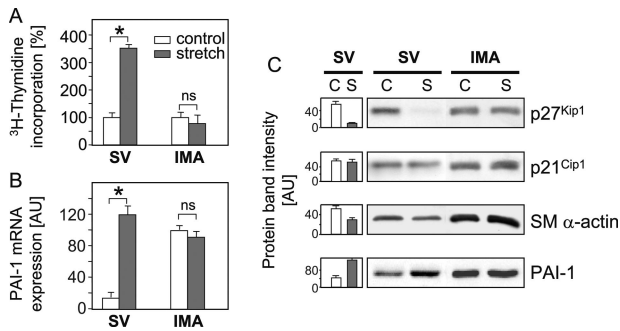 A
³H-Thymidine
incorporation [%]
400
300
200
100
0
*
ns
control
stretch
SV IMA
B
PAI-1 mRNA
expression [AU]
120
80
40
0
*
ns
SV IMA
C
Protein band intensity
[AU]
SV SV IMA
C S C S C S
40
0
p27Kip1
40
0
p21Cip1
40
0
SM α-actin
80
0
PAI-1